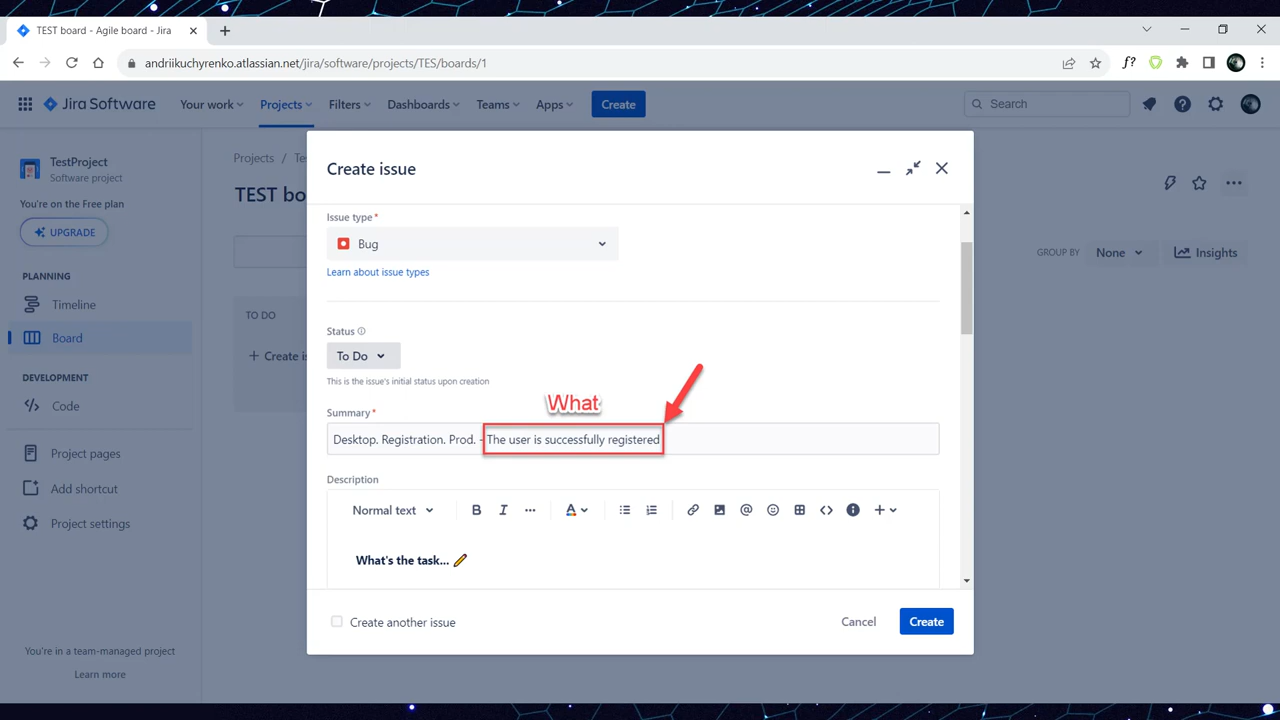 TEST board - Agile board - Jira
andriikuchyrenko.atlassian.net/jira/software/projects/TES/boards/1
f?
Jira Software
Your work
Projects
Filters
Dashboards
Teams
Apps
Create
Search
TestProject
Software project
You're on the Free plan
UPGRADE
PLANNING
Timeline
Board
DEVELOPMENT
Code
Project pages
Add shortcut
Project settings
You're in a team-managed project
Learn more
Projects / Te
TEST bo
TO DO
+ Create is
GROUP BY None
Insights
Create issue
Issue type *
Bug
Learn about issue types
Status
To Do
This is the issue's initial status upon creation
What
Summary *
Desktop. Registration. Prod. - The user is successfully registered
Description
Normal text
B I ... A
What's the task...
Create another issue
Cancel
Create